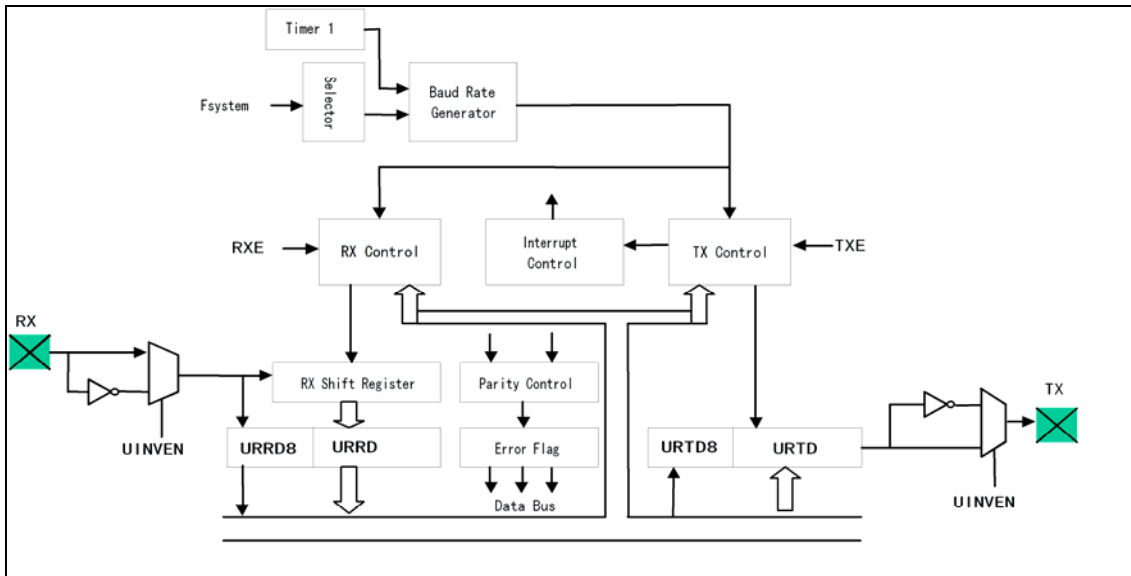 Timer 1
Selector
Fsystem
Baud Rate
Generator
RXE
RX Control
Interrupt
Control
TX Control
TXE
RX
RX Shift Register
Parity Control
TX
UINVEN
URRD8
URRD
Error Flag
URTD8
URTD
Data Bus
UINVEN